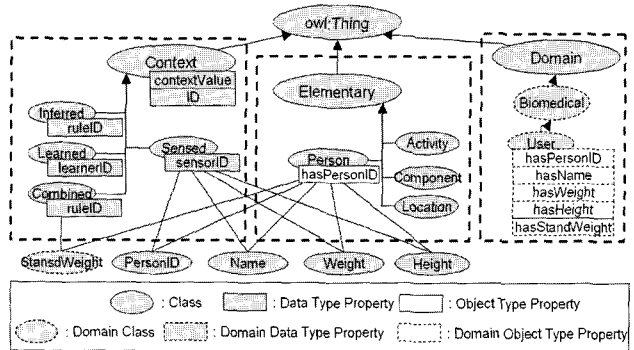 owl:Thing
Context
contextValue
ID
Inferred
ruleID
Learned
learnerID
Combined
ruleID
Sensed
sensorID
Elementary
Person
hasPersonID
Activity
Component
Location
Domain
Biomedical
User
hasPersonID
hasName
hasWeight
hasHeight
hasStandWeight
StansdWeight
PersonID
Name
Weight
Height
: Class
: Data Type Property
: Object Type Property
: Domain Class
: Domain Data Type Property
: Domain Object Type Property